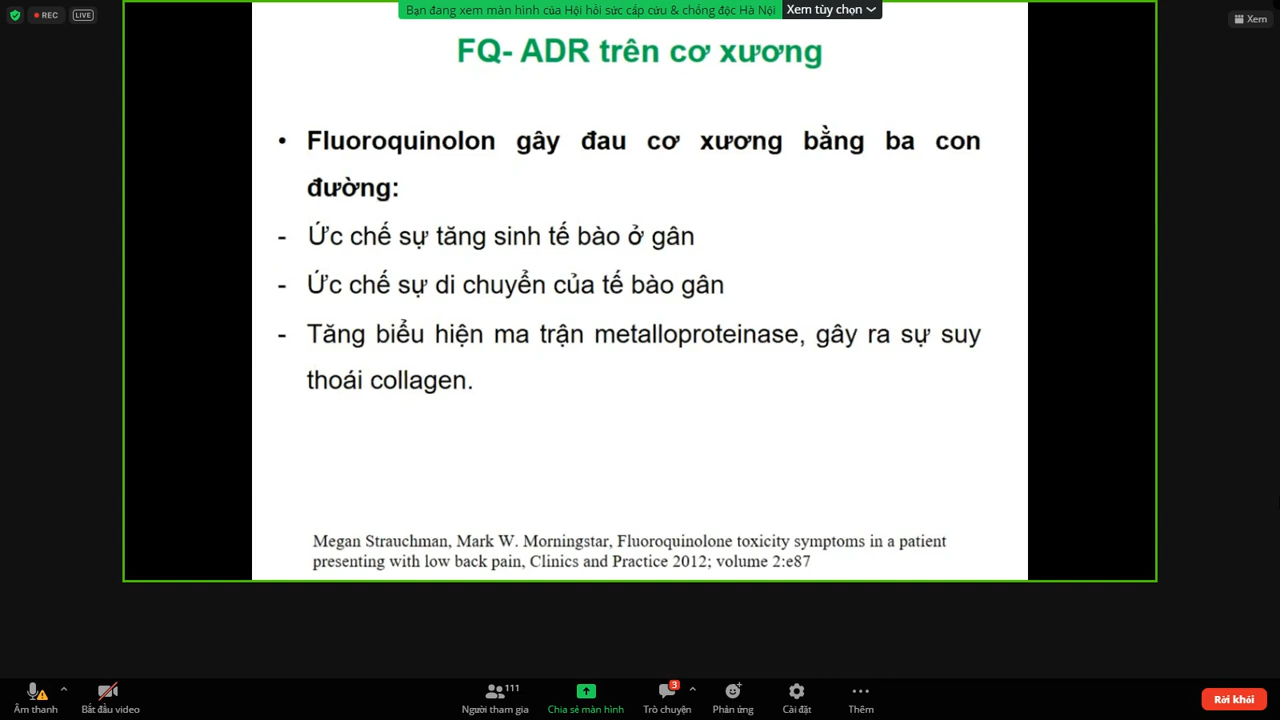 REC
LIVE
Bạn đang xem màn hình của Hội hồi sức cấp cứu & chống độc Hà Nội
Xem tùy chọn
Xem
FQ- ADR trên cơ xương
• Fluoroquinolon gây đau cơ xương bằng ba con
đường:
- Ức chế sự tăng sinh tế bào ở gân
- Ức chế sự di chuyển của tế bào gân
- Tăng biểu hiện ma trận metalloproteinase, gây ra sự suy
thoái collagen.
Megan Strauchman, Mark W. Morningstar, Fluoroquinolone toxicity symptoms in a patient
presenting with low back pain, Clinics and Practice 2012; volume 2:e87
Âm thanh
Bắt đầu video
111
Người tham gia
Chia sẻ màn hình
3
Trò chuyện
Phản ứng
Cài đặt
Thêm
Rời khỏi